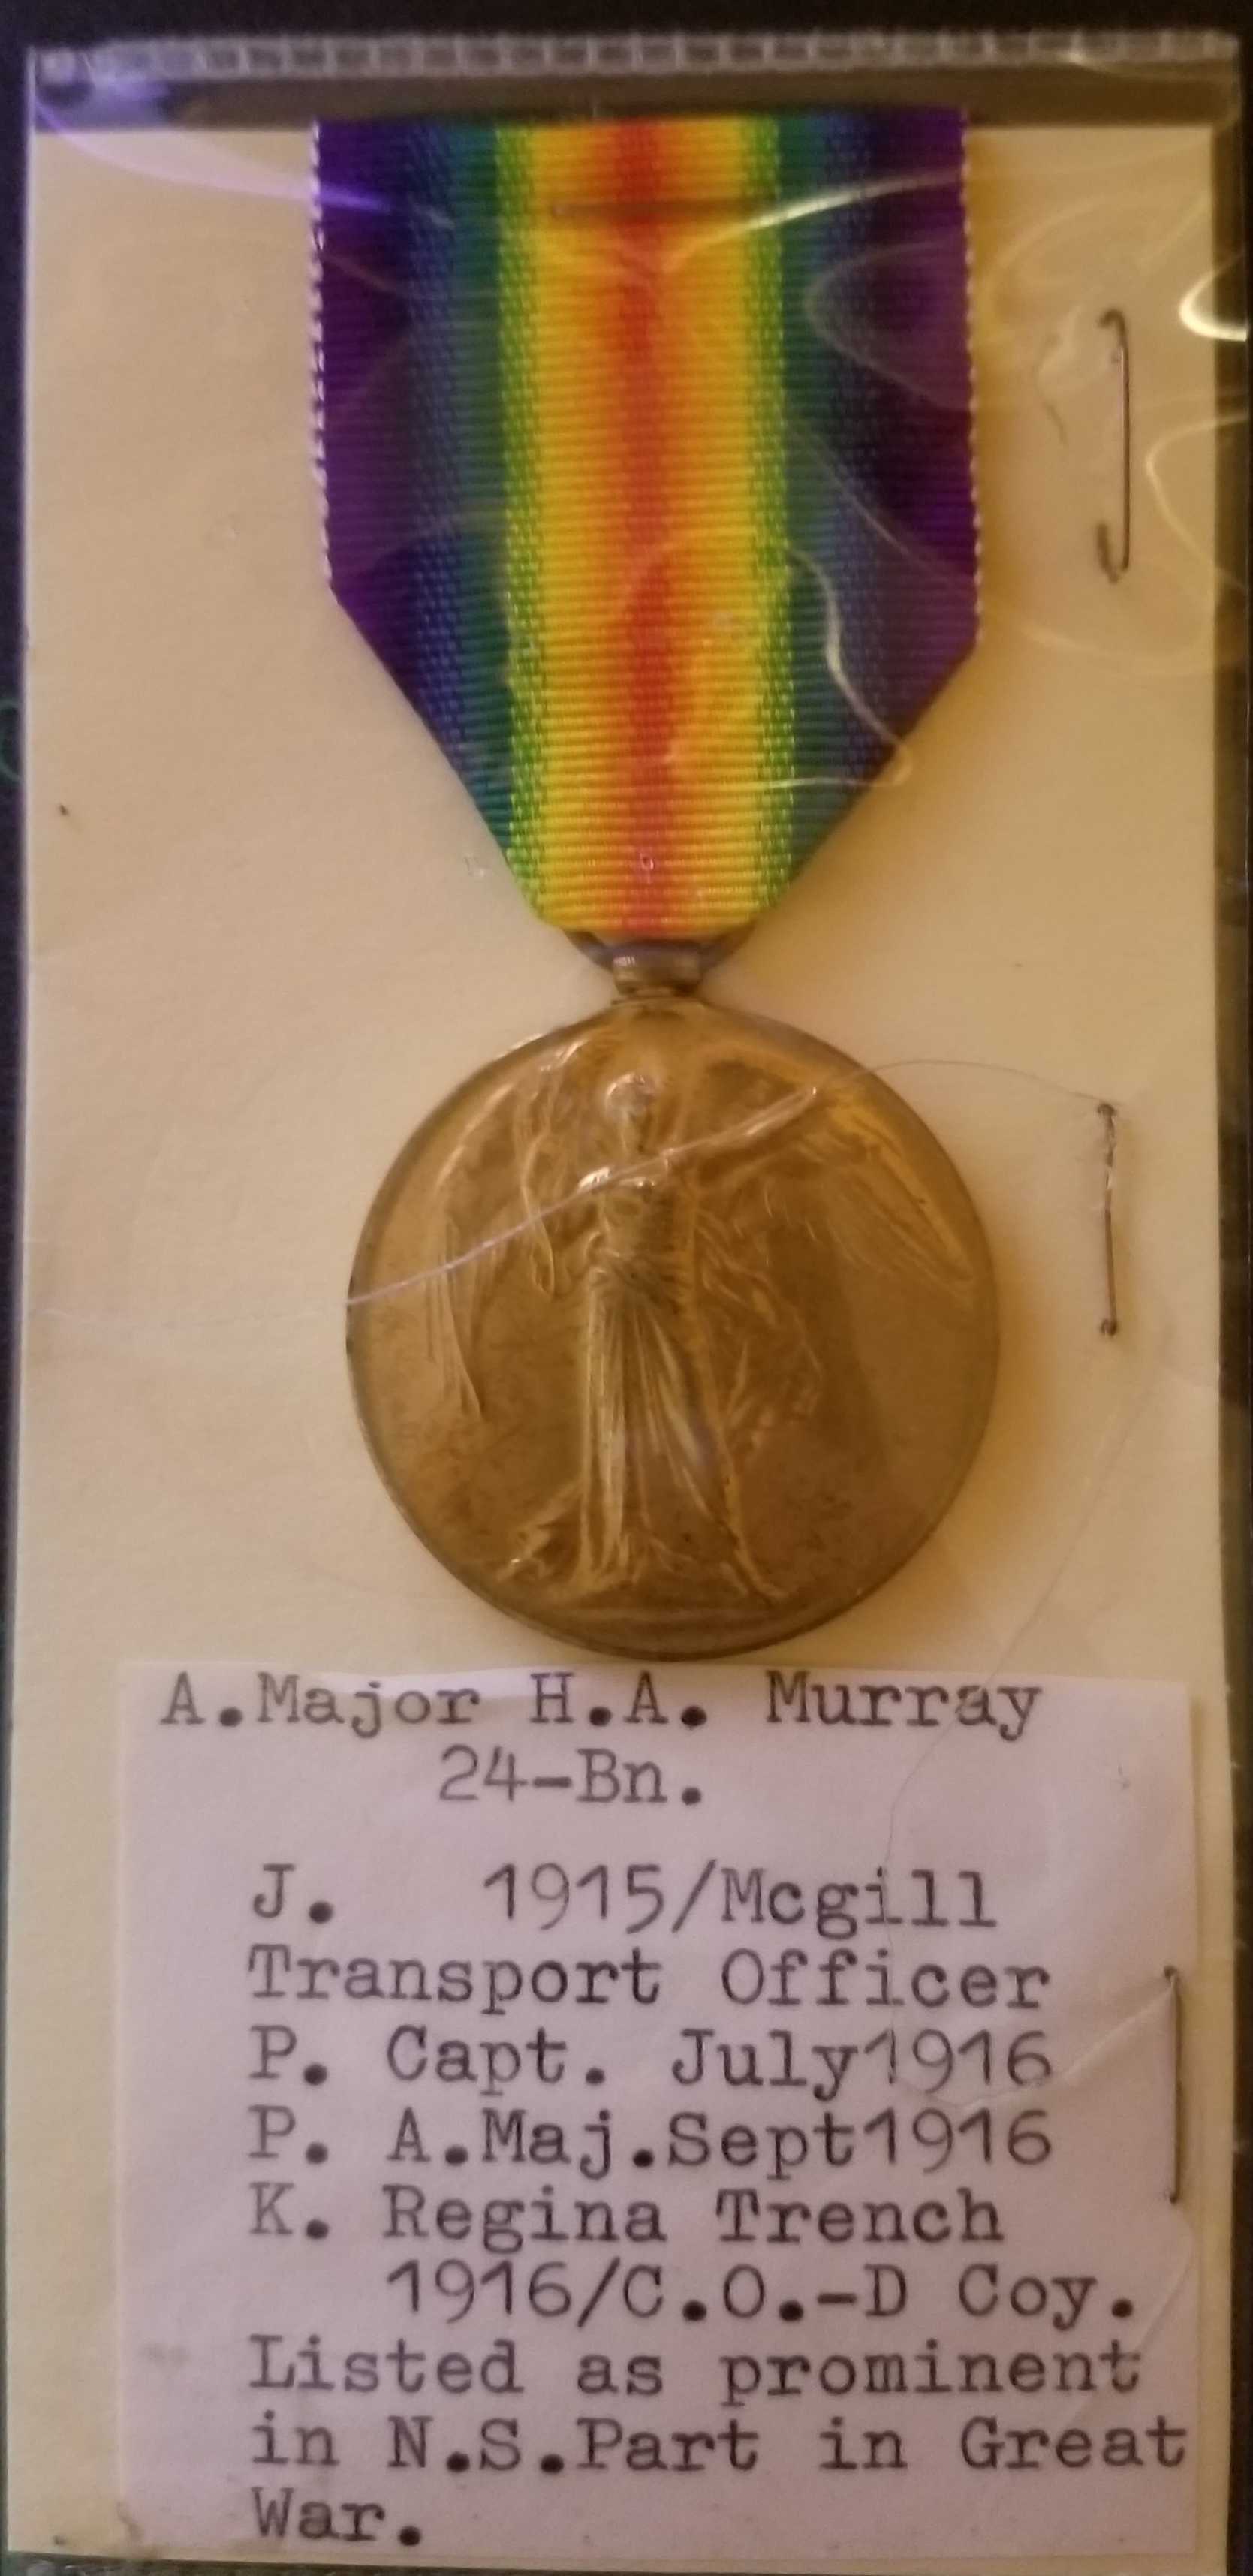 A.Major H.A. Murray
24-Bn.
J. 1915/Mcgill
Transport Officer
P. Capt. July1916
P. A.Maj.Sept1916
K. Regina Trench
1916/C.O.-D Coy.
Listed as prominent
in N.S.Part in Great
War.